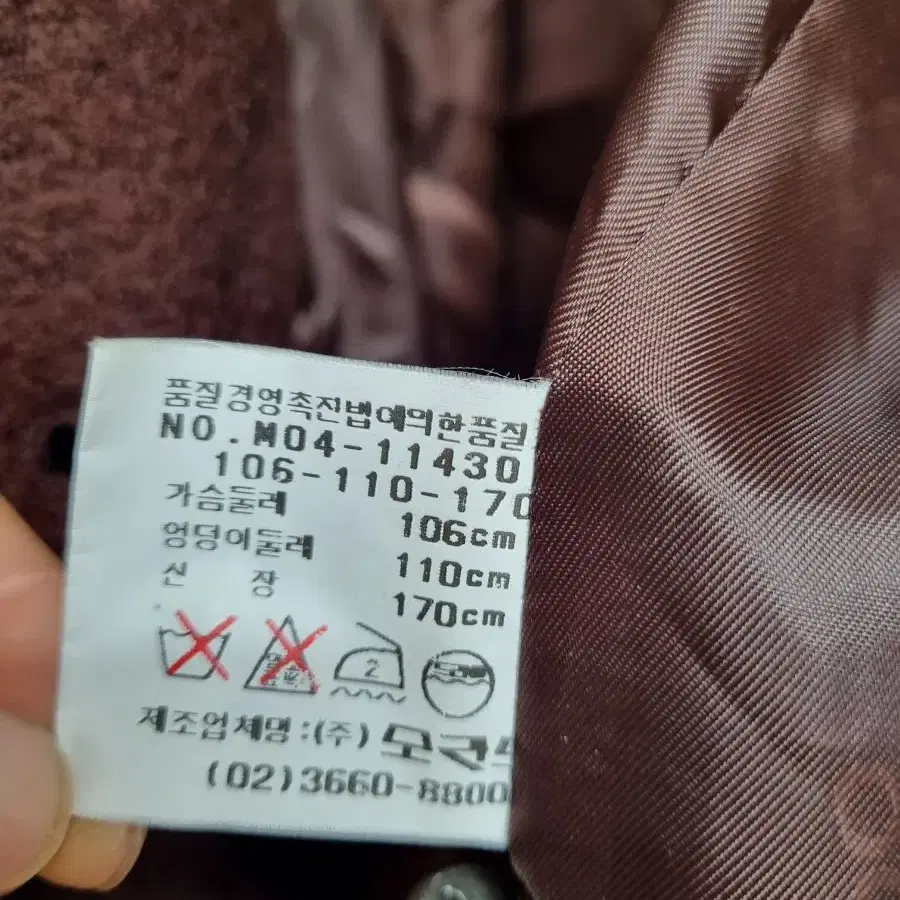 품질경영촉진법에의한품질
NO.M04-11430
106-110-170
가슴둘레 106cm
엉덩이둘레 110cm
신 장 170cm
2
제조업체명:(주)
(02)3660-8800